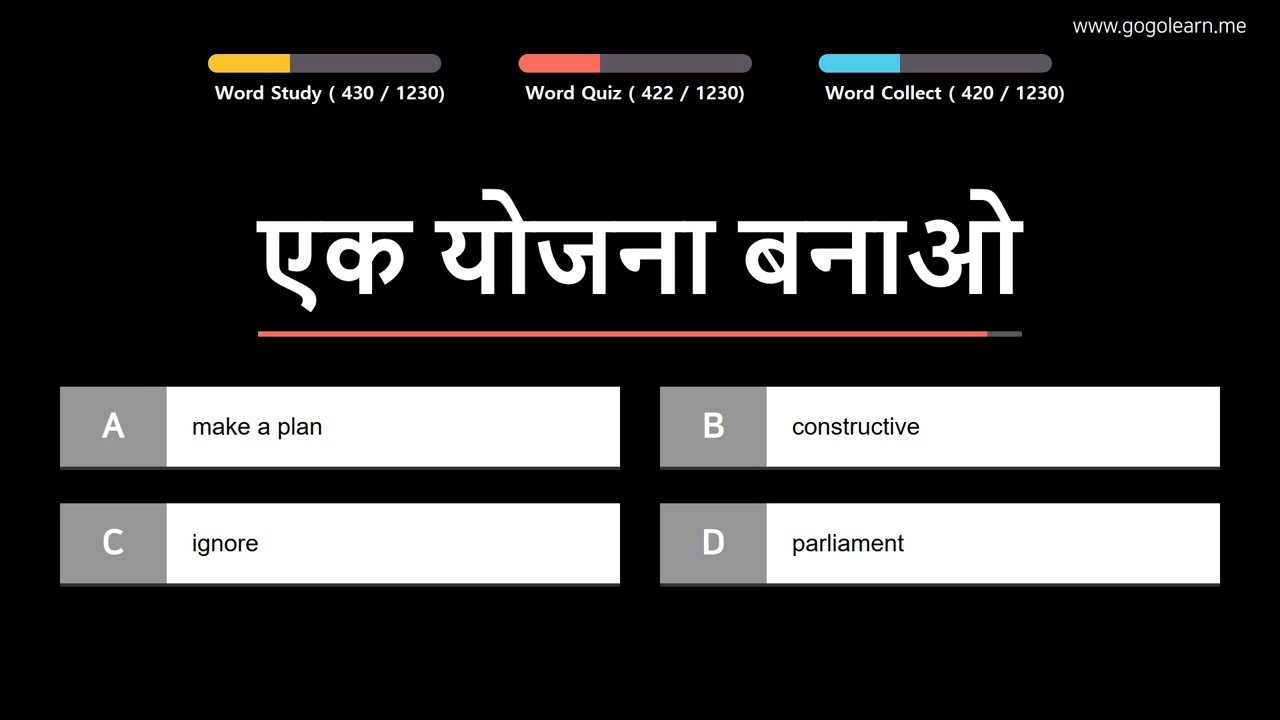 www.gogolearn.me
Word Study ( 430 / 1230)
Word Quiz ( 422 / 1230)
Word Collect ( 420 / 1230)
एक योजना बनाओ
A make a plan
B constructive
C ignore
D parliament